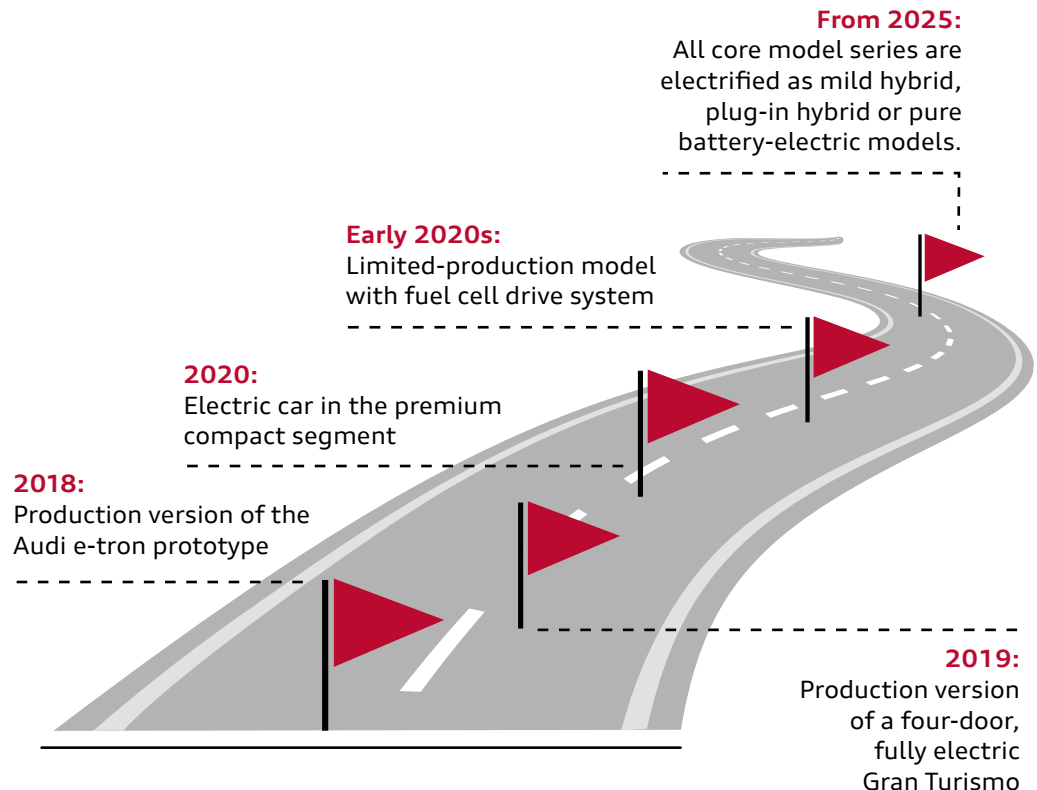 From 2025:
All core model series are
electrified as mild hybrid,
plug-in hybrid or pure
battery-electric models.
Early 2020s:
Limited-production model
with fuel cell drive system
2020:
Electric car in the premium
compact segment
2018:
Production version of the
Audi e-tron prototype
2019:
Production version
of a four-door,
fully electric
Gran Turismo